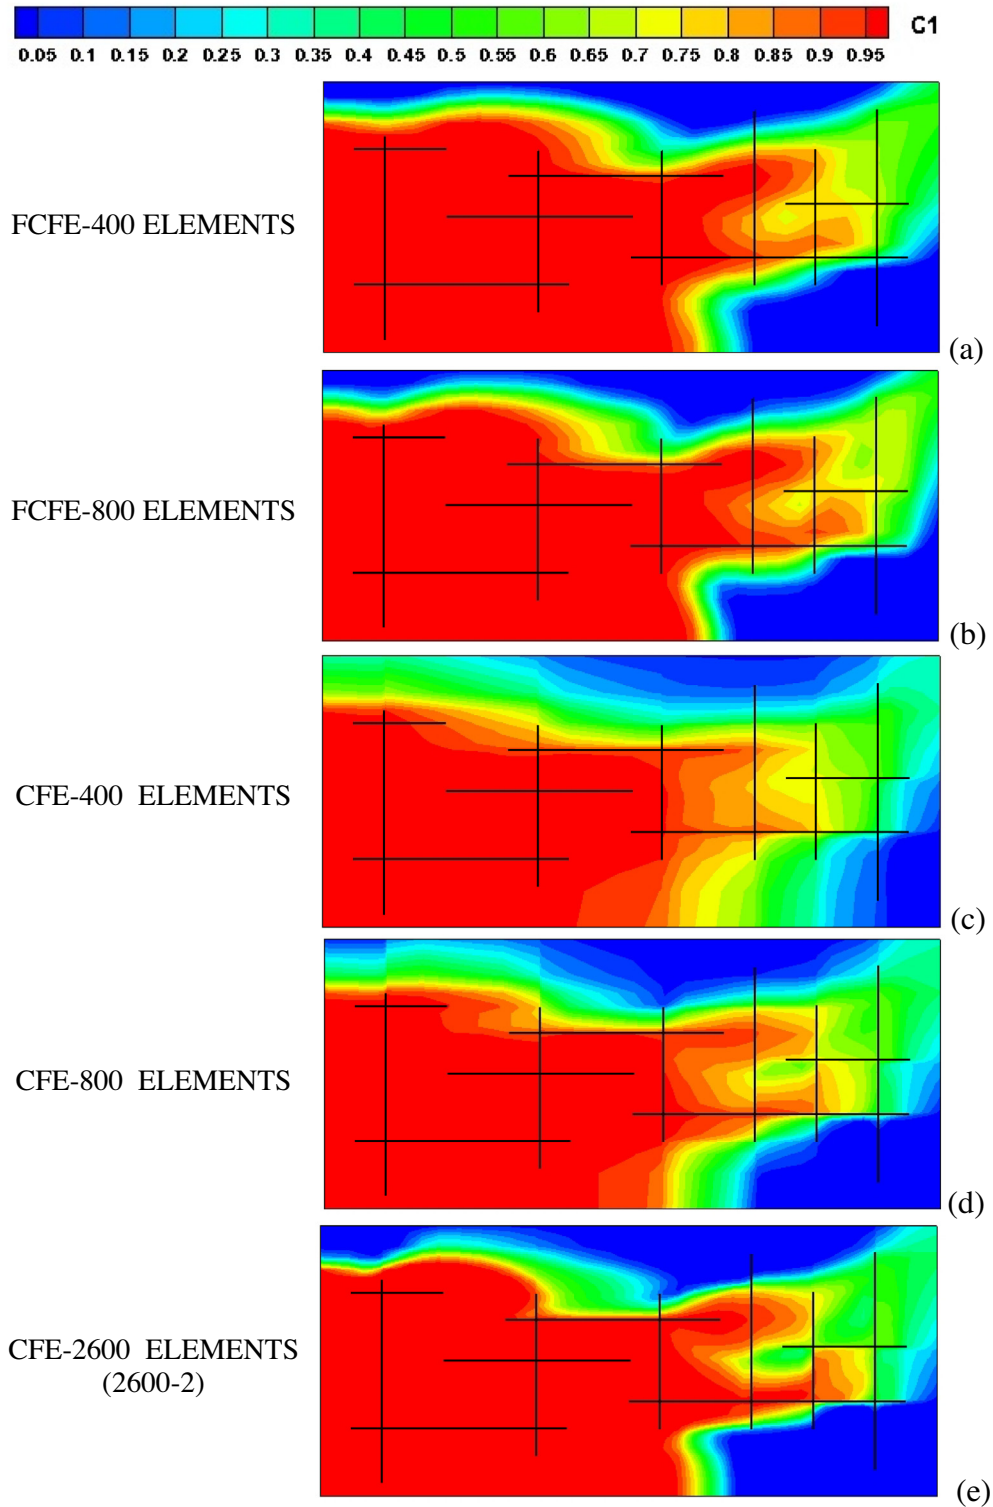 C1
0.05 0.1 0.15 0.2 0.25 0.3 0.35 0.4 0.45 0.5 0.55 0.6 0.65 0.7 0.75 0.8 0.85 0.9 0.95
FCFE-400 ELEMENTS
(a)
FCFE-800 ELEMENTS
(b)
CFE-400 ELEMENTS
(c)
CFE-800 ELEMENTS
(d)
CFE-2600 ELEMENTS
(2600-2)
(e)